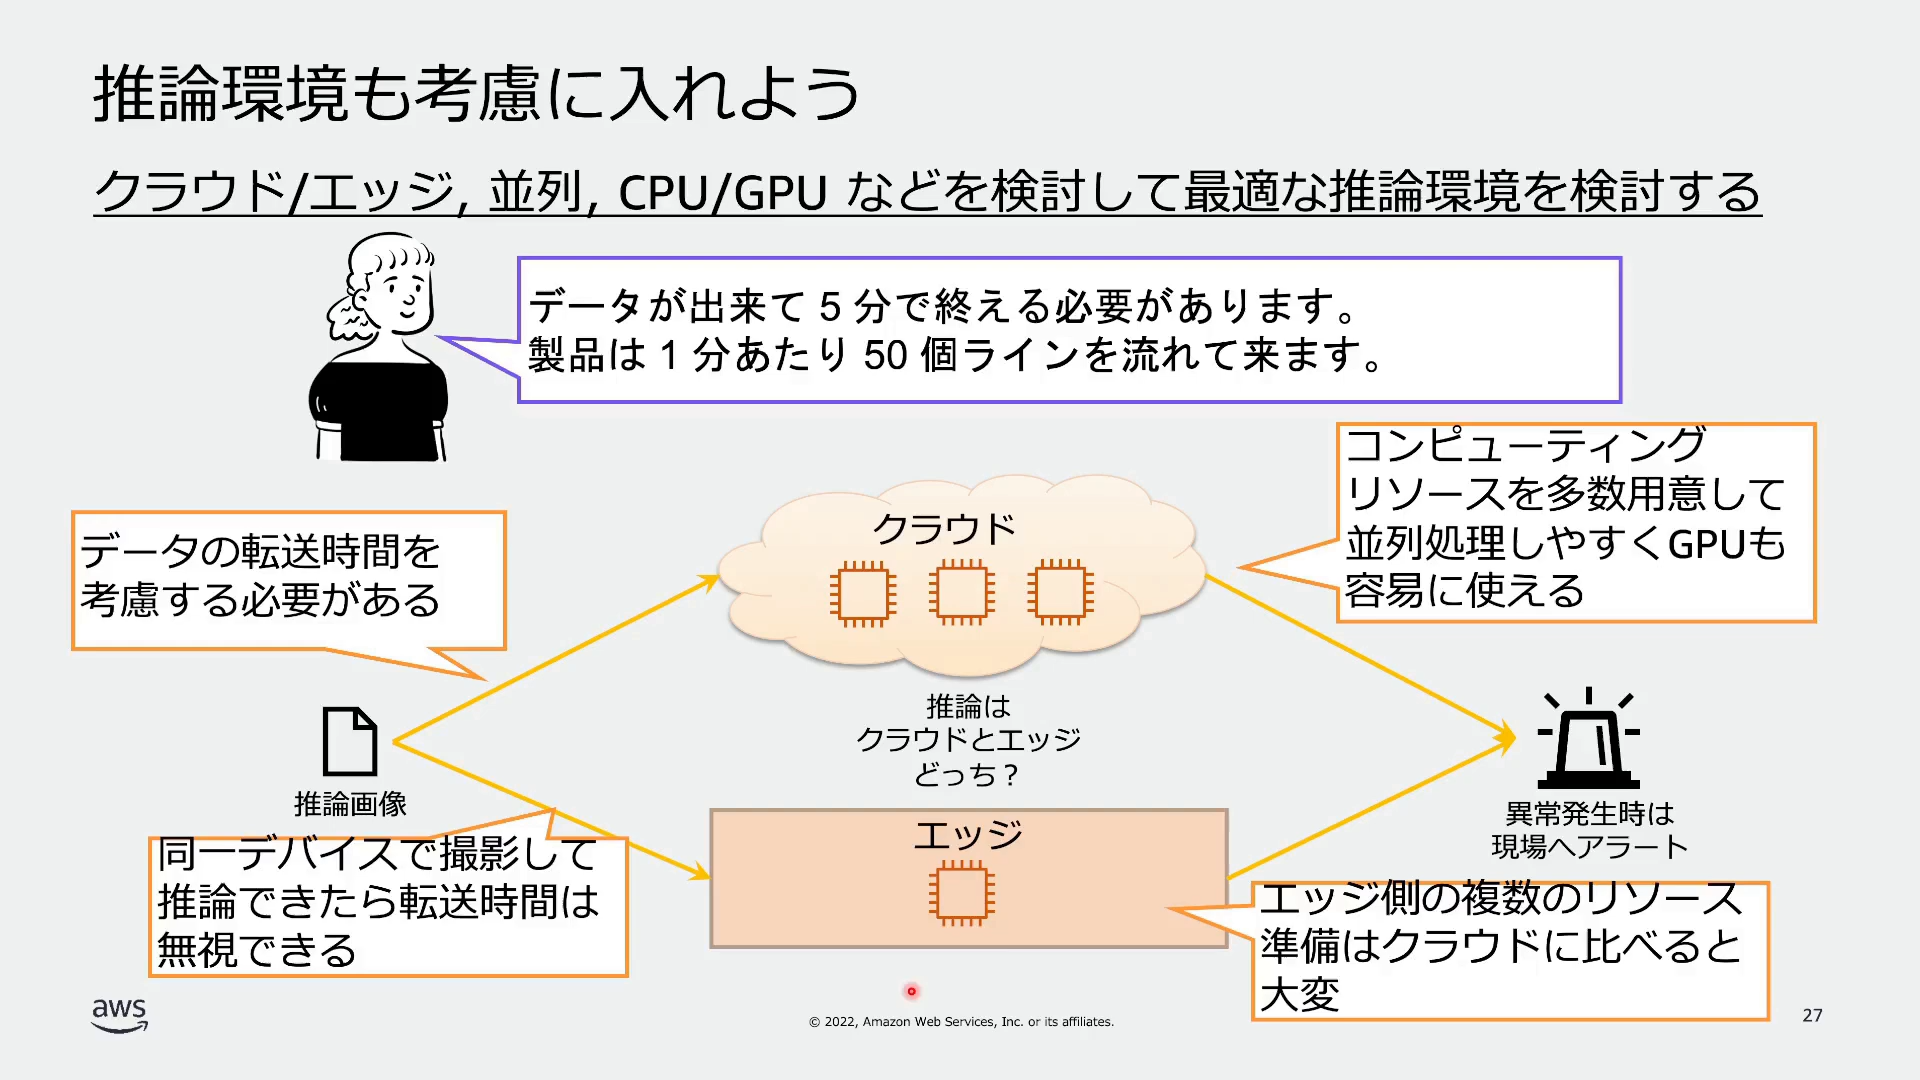 推論環境も考慮に入れよう
クラウド/エッジ, 並列, CPU/GPU などを検討して最適な推論環境を検討する
データが出来て 5 分で終える必要があります。
製品は 1 分あたり 50 個ラインを流れて来ます。
コンピューティング
リソースを多数用意して
並列処理しやすくGPUも
容易に使える
データの転送時間を
考慮する必要がある
クラウド
推論は
クラウドとエッジ
どっち？
推論画像
異常発生時は
現場へアラート
同一デバイスで撮影して
推論できたら転送時間は
無視できる
エッジ
エッジ側の複数のリソース
準備はクラウドに比べると
大変
aws
© 2022, Amazon Web Services, Inc. or its affiliates.
27